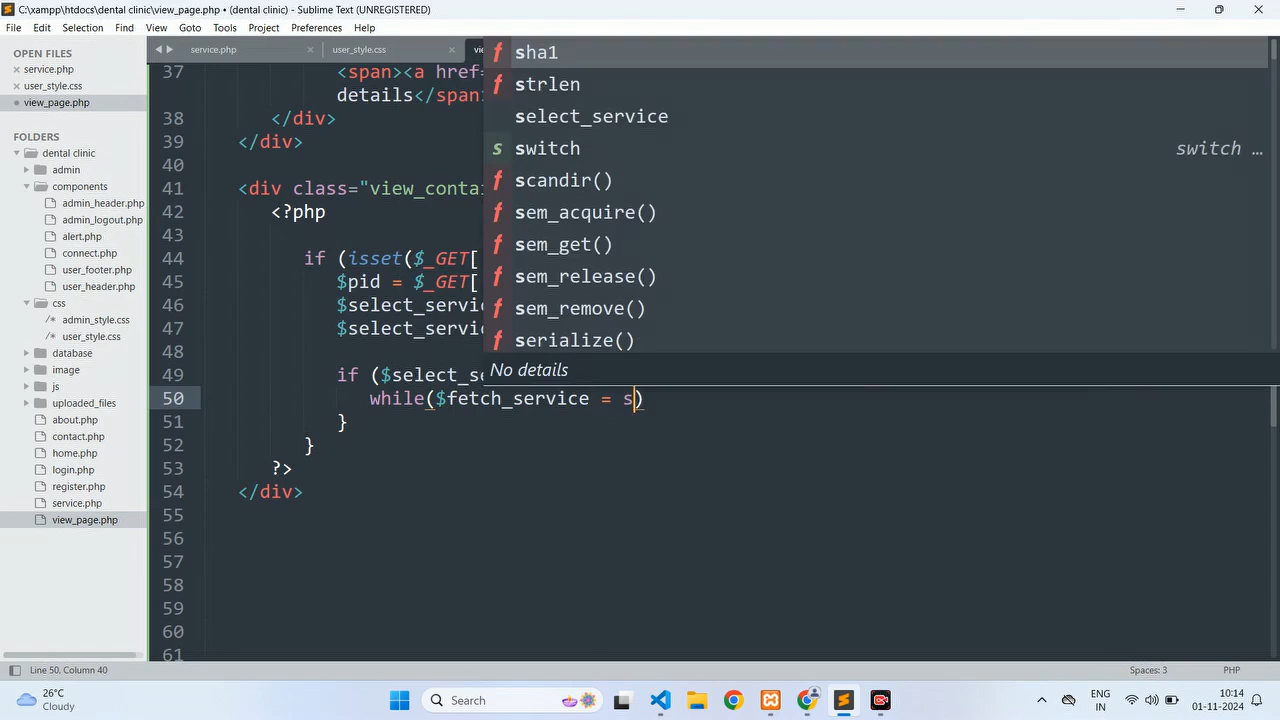 C:\xampp\htdocs\dental clinic\view_page.php • (dental clinic) - Sublime Text (UNREGISTERED)
File Edit Selection Find View Goto Tools Project Preferences Help
OPEN FILES
service.php
user_style.css
view_page.php
FOLDERS
dental clinic
admin
components
admin_header.php
admin_logout.php
alert.php
connect.php
user_footer.php
user_header.php
css
/* admin_style.css
/* user_style.css
database
image
js
uploaded_files
about.php
contact.php
home.php
login.php
register.php
service.php
view_page.php
service.php user_style.css
37 <span><a href=
details</span
38 </div>
39 </div>
40
41 <div class="view_contai
42 <?php
43
44 if (isset($_GET[
45 $pid = $_GET[
46 $select_servic
47 $select_servic
48
49 if ($select_se
50 while($fetch_service = s)
51 }
52 }
53 ?>
54 </div>
55
56
57
58
59
60
61
f sha1
f strlen
select_service
s switch switch …
f scandir()
f sem_acquire()
f sem_get()
f sem_release()
f sem_remove()
f serialize()
No details
Line 50, Column 40 Spaces: 3 PHP
26°C
Cloudy
Search
ENG
IN
10:14
01-11-2024